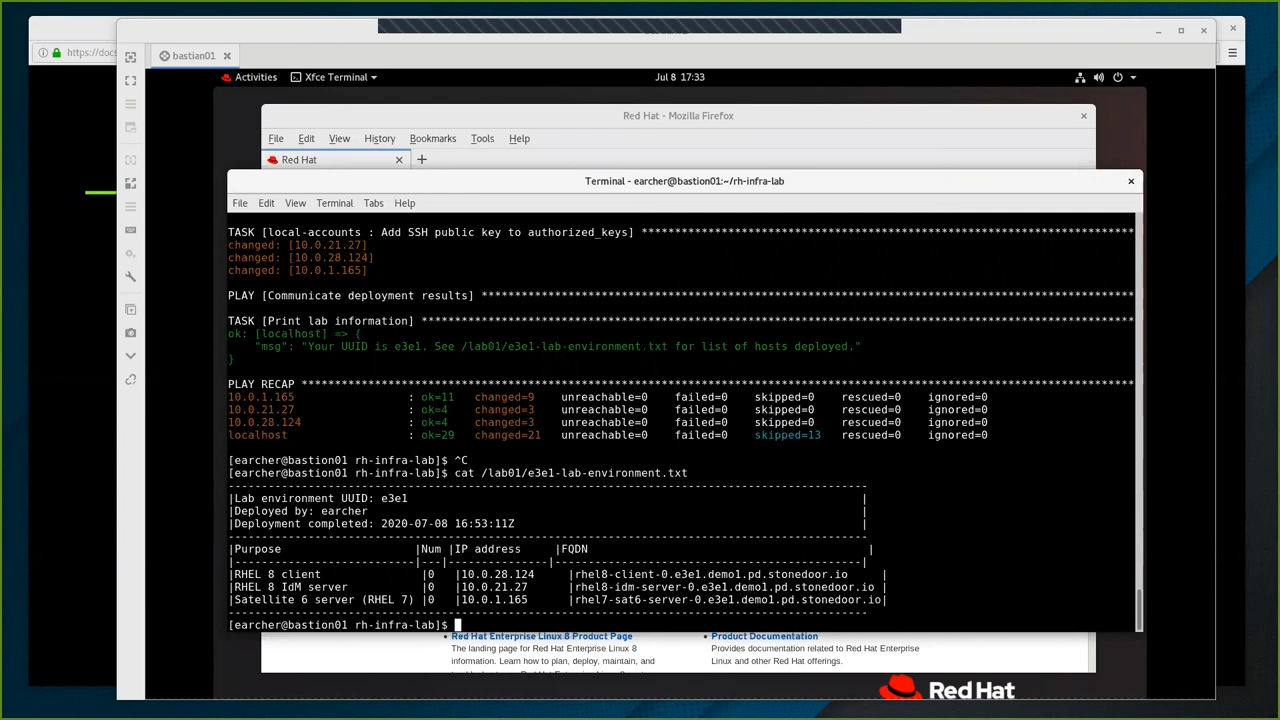 https://docs
bastian01
Activities
Xfce Terminal
Jul 8 17:33
Red Hat - Mozilla Firefox
File Edit View History Bookmarks Tools Help
Red Hat
Terminal - earcher@bastion01:~/rh-infra-lab
File Edit View Terminal Tabs Help
TASK [local-accounts : Add SSH public key to authorized_keys] ***************************************************************************
changed: [10.0.21.27]
changed: [10.0.28.124]
changed: [10.0.1.165]
PLAY [Communicate deployment results] ***************************************************************************************************
TASK [Print lab information] ************************************************************************************************************
ok: [localhost] => {
"msg": "Your UUID is e3e1. See /lab01/e3e1-lab-environment.txt for list of hosts deployed."
}
PLAY RECAP ******************************************************************************************************************************
10.0.1.165 : ok=11 changed=9 unreachable=0 failed=0 skipped=0 rescued=0 ignored=0
10.0.21.27 : ok=4 changed=3 unreachable=0 failed=0 skipped=0 rescued=0 ignored=0
10.0.28.124 : ok=4 changed=3 unreachable=0 failed=0 skipped=0 rescued=0 ignored=0
localhost : ok=29 changed=21 unreachable=0 failed=0 skipped=13 rescued=0 ignored=0
[earcher@bastion01 rh-infra-lab]$ ^C
[earcher@bastion01 rh-infra-lab]$ cat /lab01/e3e1-lab-environment.txt
-------------------------------------------------------------------------------------------------
|Lab environment UUID: e3e1 |
|Deployed by: earcher |
|Deployment completed: 2020-07-08 16:53:11Z |
-------------------------------------------------------------------------------------------------
|Purpose |Num |IP address |FQDN |
|----------------------------|---|---------------|-----------------------------------------------|
|RHEL 8 client |0 |10.0.28.124 |rhel8-client-0.e3e1.demo1.pd.stonedoor.io |
|RHEL 8 IdM server |0 |10.0.21.27 |rhel8-idm-server-0.e3e1.demo1.pd.stonedoor.io |
|Satellite 6 server (RHEL 7) |0 |10.0.1.165 |rhel7-sat6-server-0.e3e1.demo1.pd.stonedoor.io|
-------------------------------------------------------------------------------------------------
[earcher@bastion01 rh-infra-lab]$
• Red Hat Enterprise Linux 8 Product Page
The landing page for Red Hat Enterprise Linux 8
information. Learn how to plan, deploy, maintain, and
• Product Documentation
Provides documentation related to Red Hat Enterprise
Linux and other Red Hat offerings.
Red Hat